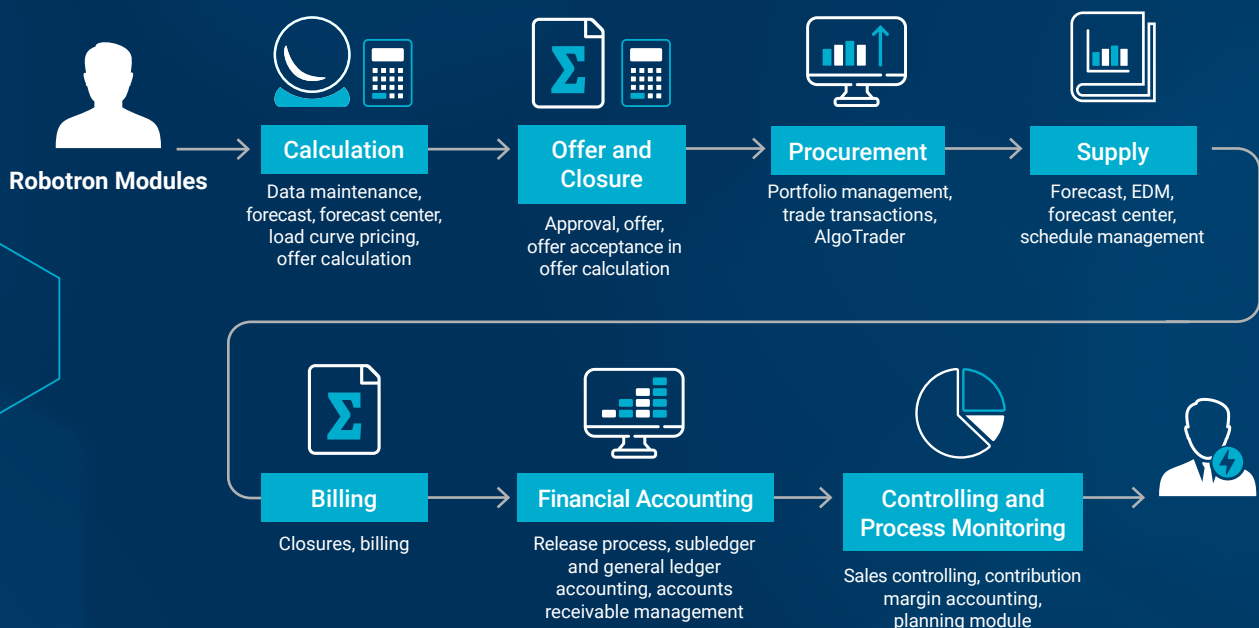 Robotron Modules
Calculation
Data maintenance,
forecast, forecast center,
load curve pricing,
offer calculation
Offer and
Closure
Approval, offer,
offer acceptance in
offer calculation
Procurement
Portfolio management,
trade transactions,
AlgoTrader
Supply
Forecast, EDM,
forecast center,
schedule management
Billing
Closures, billing
Financial Accounting
Release process, subledger
and general ledger
accounting, accounts
receivable management
Controlling and
Process Monitoring
Sales controlling, contribution
margin accounting,
planning module